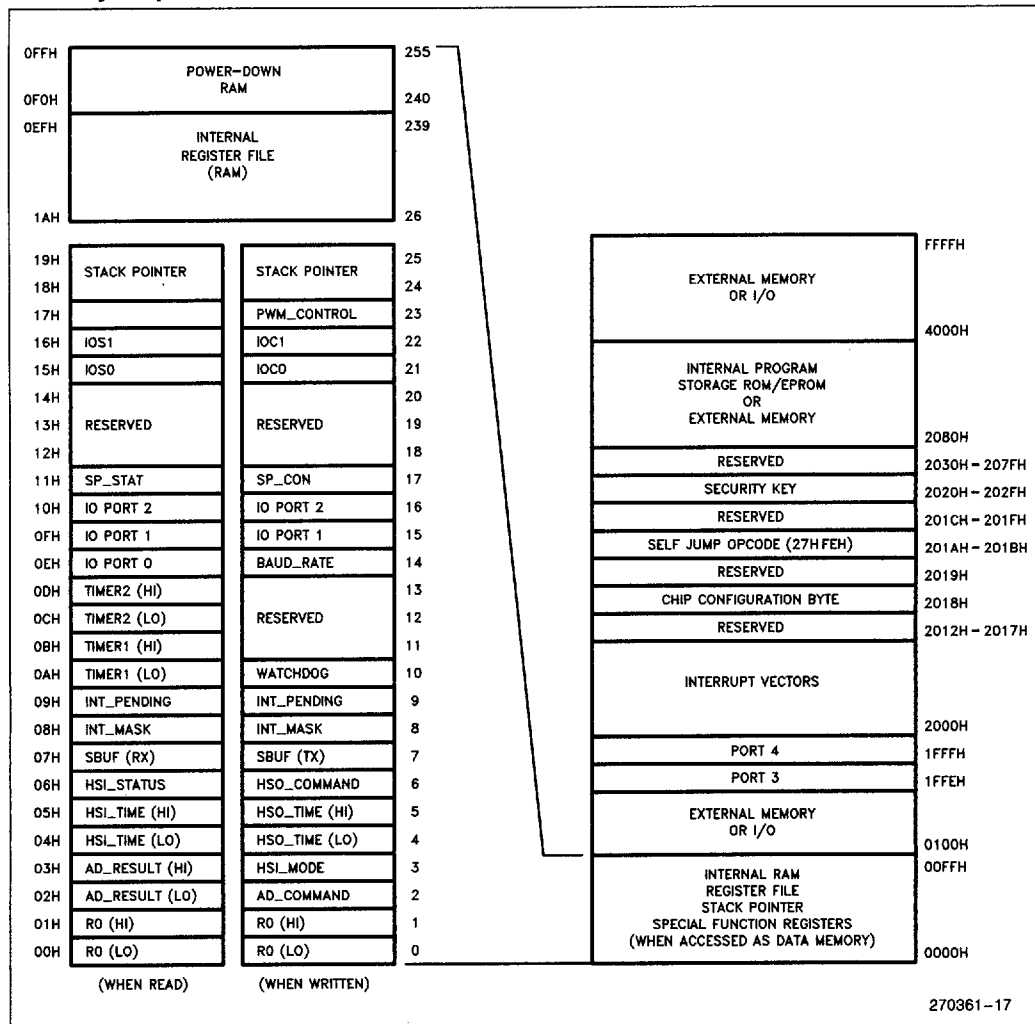 0FFH 255
POWER-DOWN
RAM
0F0H 240
0EFH 239
INTERNAL
REGISTER FILE
(RAM)
1AH 26
19H STACK POINTER STACK POINTER 25
18H 24
17H PWM_CONTROL 23
16H IOS1 IOC1 22
15H IOS0 IOC0 21
14H 20
13H RESERVED RESERVED 19
12H 18
11H SP_STAT SP_CON 17
10H IO PORT 2 IO PORT 2 16
0FH IO PORT 1 IO PORT 1 15
0EH IO PORT 0 BAUD_RATE 14
0DH TIMER2 (HI) 13
0CH TIMER2 (LO) RESERVED 12
0BH TIMER1 (HI) 11
0AH TIMER1 (LO) WATCHDOG 10
09H INT_PENDING INT_PENDING 9
08H INT_MASK INT_MASK 8
07H SBUF (RX) SBUF (TX) 7
06H HSI_STATUS HSO_COMMAND 6
05H HSI_TIME (HI) HSO_TIME (HI) 5
04H HSI_TIME (LO) HSO_TIME (LO) 4
03H AD_RESULT (HI) HSI_MODE 3
02H AD_RESULT (LO) AD_COMMAND 2
01H R0 (HI) R0 (HI) 1
00H R0 (LO) R0 (LO) 0
(WHEN READ) (WHEN WRITTEN)
FFFFH
EXTERNAL MEMORY
OR I/O
4000H
INTERNAL PROGRAM
STORAGE ROM/EPROM
OR
EXTERNAL MEMORY
2080H
RESERVED 2030H - 207FH
SECURITY KEY 2020H - 202FH
RESERVED 201CH - 201FH
SELF JUMP OPCODE (27H FEH) 201AH - 201BH
RESERVED 2019H
CHIP CONFIGURATION BYTE 2018H
RESERVED 2012H - 2017H
INTERRUPT VECTORS
2000H
PORT 4 1FFFH
PORT 3 1FFEH
EXTERNAL MEMORY
OR I/O
0100H
00FFH
INTERNAL RAM
REGISTER FILE
STACK POINTER
SPECIAL FUNCTION REGISTERS
(WHEN ACCESSED AS DATA MEMORY)
0000H
270361-17